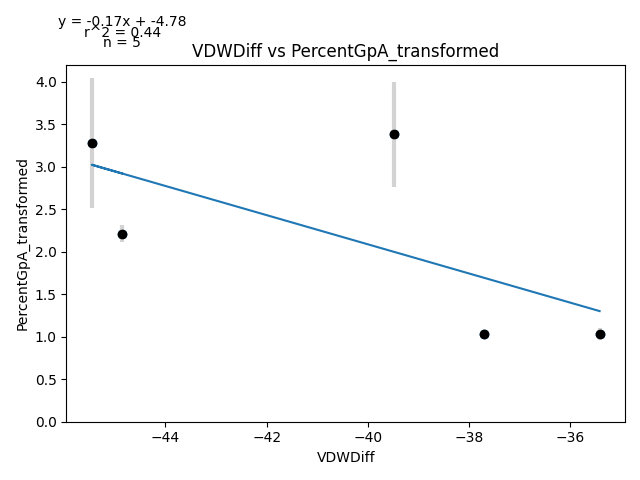 y = -0.17x + -4.78
r^2 = 0.44
n = 5
VDWDiff vs PercentGpA_transformed
PercentGpA_transformed
4.0
3.5
3.0
2.5
2.0
1.5
1.0
0.5
0.0
−44 −42 −40 −38 −36
VDWDiff